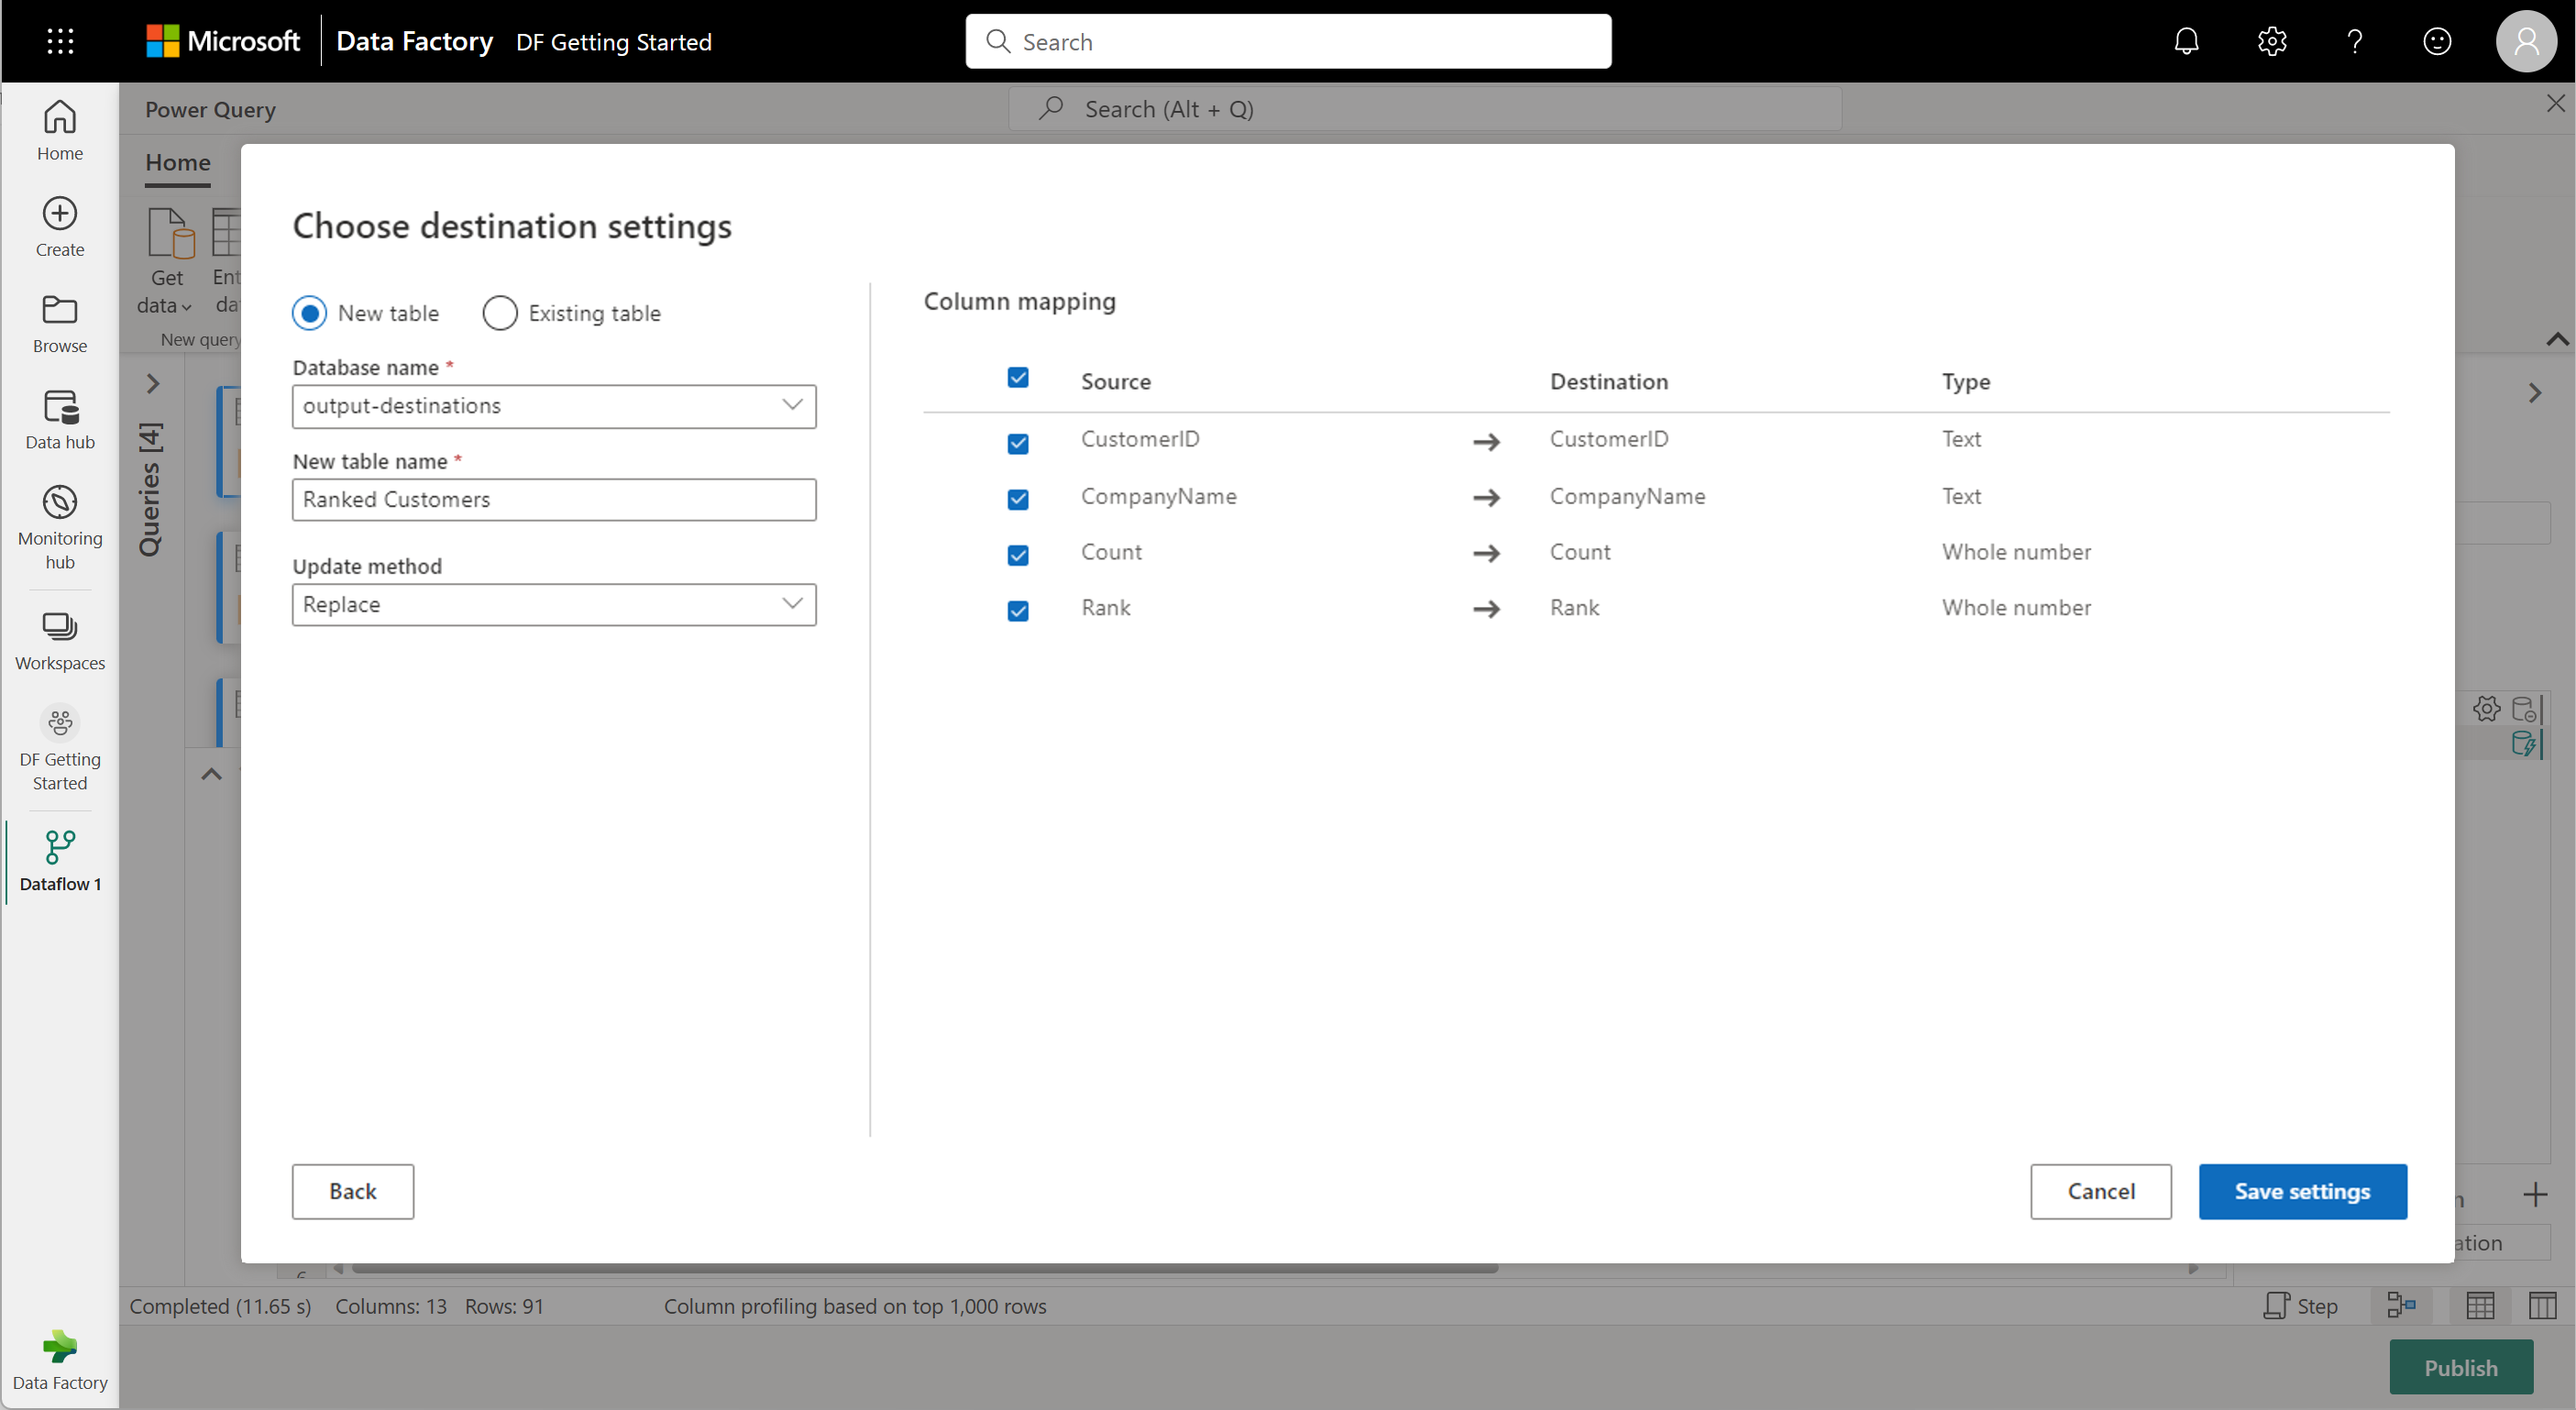 Microsoft Data Factory DF Getting Started Search
Power Query Search (Alt + Q)
Home
Create
Browse
Data hub
Monitoring
hub
Workspaces
DF Getting
Started
Dataflow 1
Data Factory
Home
Get
data
New query
Queries [4]
Choose destination settings
New table Existing table
Database name *
output-destinations
New table name *
Ranked Customers
Update method
Replace
Column mapping
Source Destination Type
CustomerID → CustomerID Text
CompanyName → CompanyName Text
Count → Count Whole number
Rank → Rank Whole number
Back Cancel Save settings
Completed (11.65 s) Columns: 13 Rows: 91 Column profiling based on top 1,000 rows Step
Publish